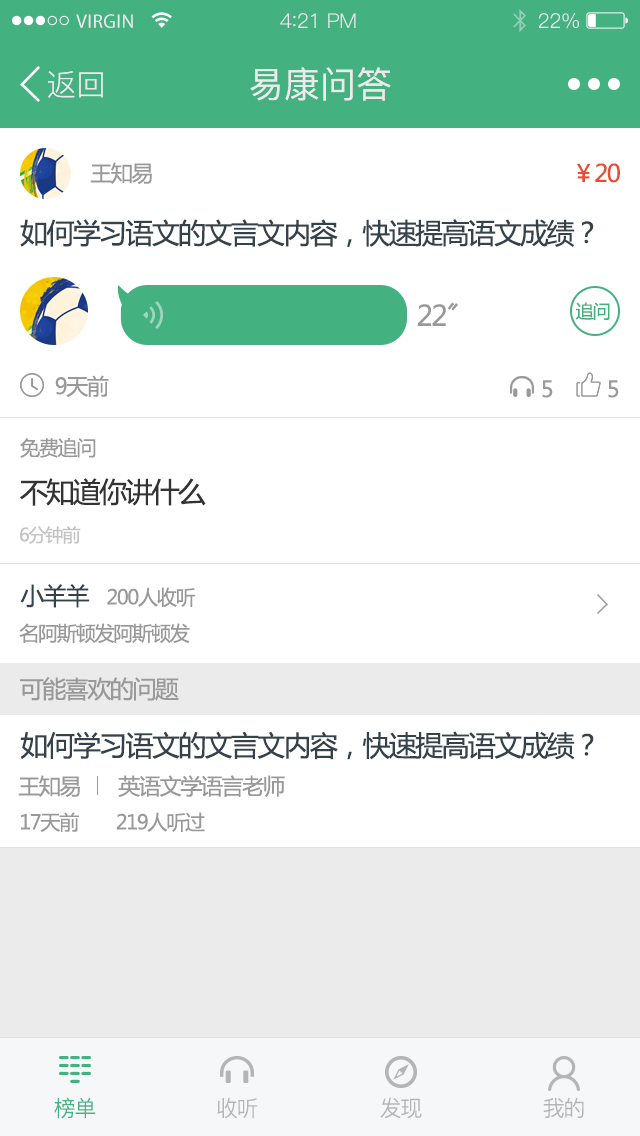 VIRGIN 4:21 PM 22%
返回 易康问答
王知易 ¥20
如何学习语文的文言文内容，快速提高语文成绩？
22″ 追问
9天前 5 5
免费追问
不知道你讲什么
6分钟前
小羊羊 200人收听
名阿斯顿发阿斯顿发
可能喜欢的问题
如何学习语文的文言文内容，快速提高语文成绩？
王知易 英语文学语言老师
17天前 219人听过
榜单 收听 发现 我的